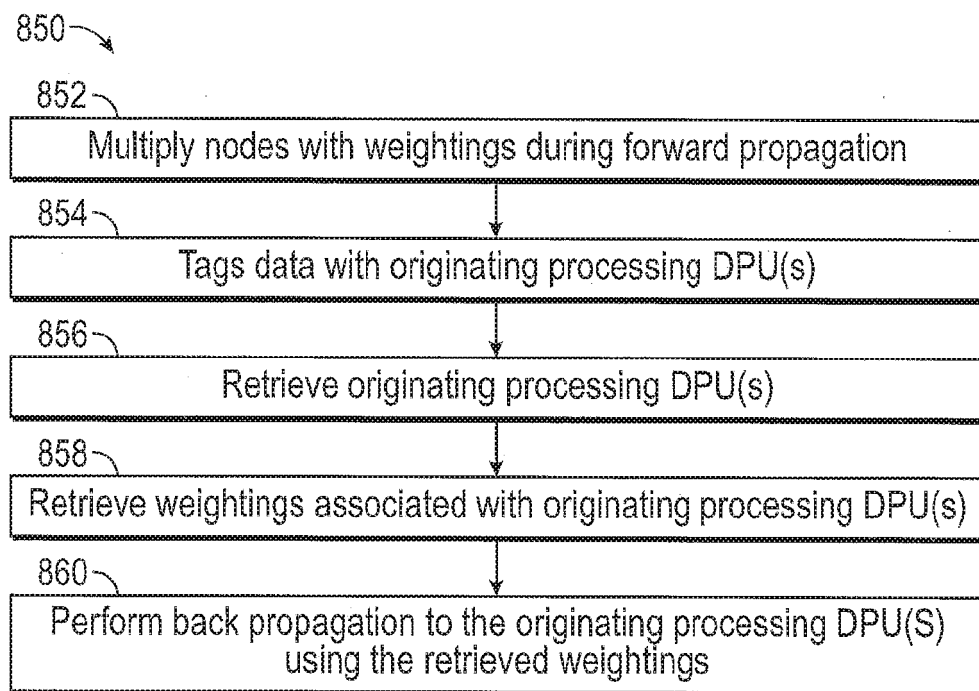 850
852
Multiply nodes with weightings during forward propagation
854
Tags data with originating processing DPU(s)
856
Retrieve originating processing DPU(s)
858
Retrieve weightings associated with originating processing DPU(s)
860
Perform back propagation to the originating processing DPU(S)
using the retrieved weightings